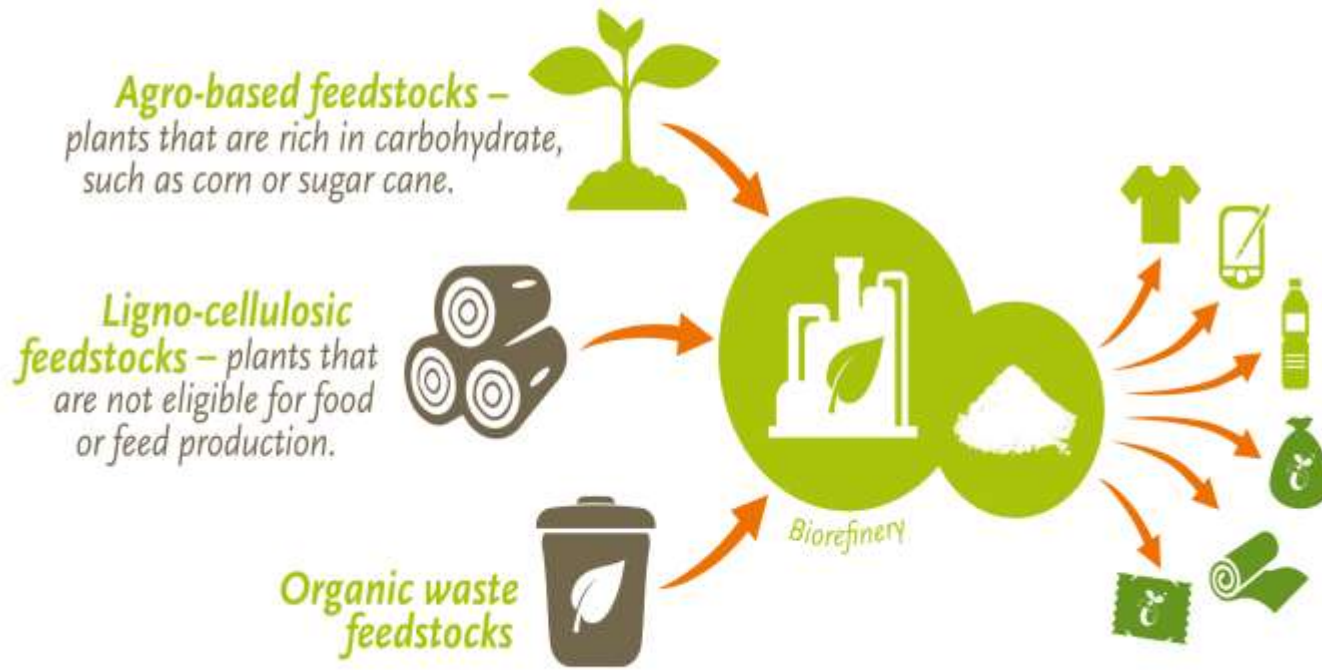 Agro-based feedstocks –
plants that are rich in carbohydrate,
such as corn or sugar cane.
Ligno-cellulosic
feedstocks – plants that
are not eligible for food
or feed production.
Biorefinery
Organic waste
feedstocks